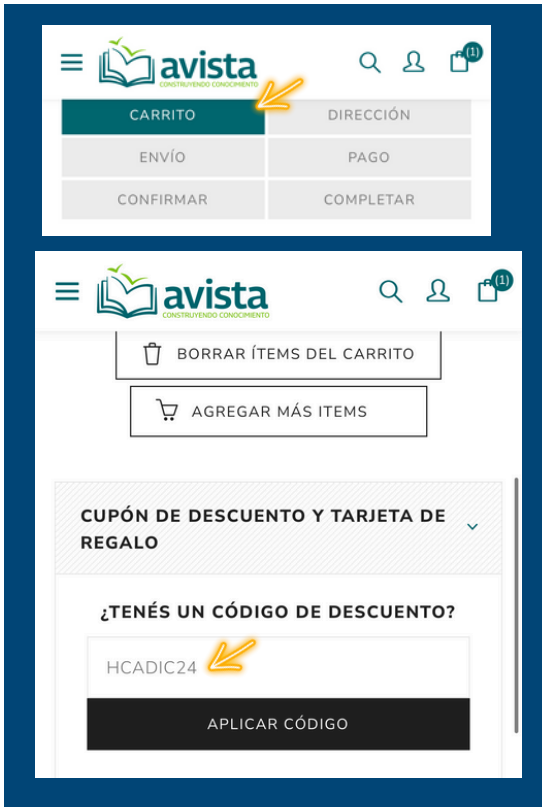 avista
CONSTRUYENDO CONOCIMIENTO
(1)
CARRITO
DIRECCIÓN
ENVÍO
PAGO
CONFIRMAR
COMPLETAR
avista
CONSTRUYENDO CONOCIMIENTO
(1)
BORRAR ÍTEMS DEL CARRITO
AGREGAR MÁS ITEMS
CUPÓN DE DESCUENTO Y TARJETA DE
REGALO
¿TENÉS UN CÓDIGO DE DESCUENTO?
HCADIC24
APLICAR CÓDIGO